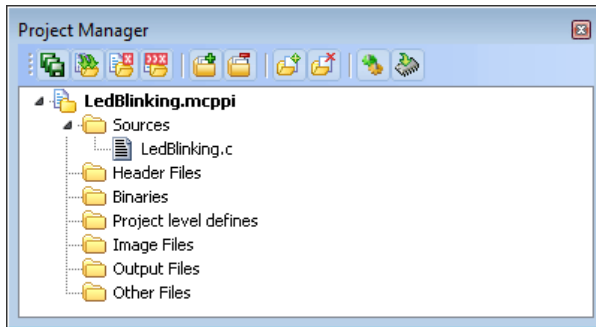 Project Manager
LedBlinking.mcppi
Sources
LedBlinking.c
Header Files
Binaries
Project level defines
Image Files
Output Files
Other Files